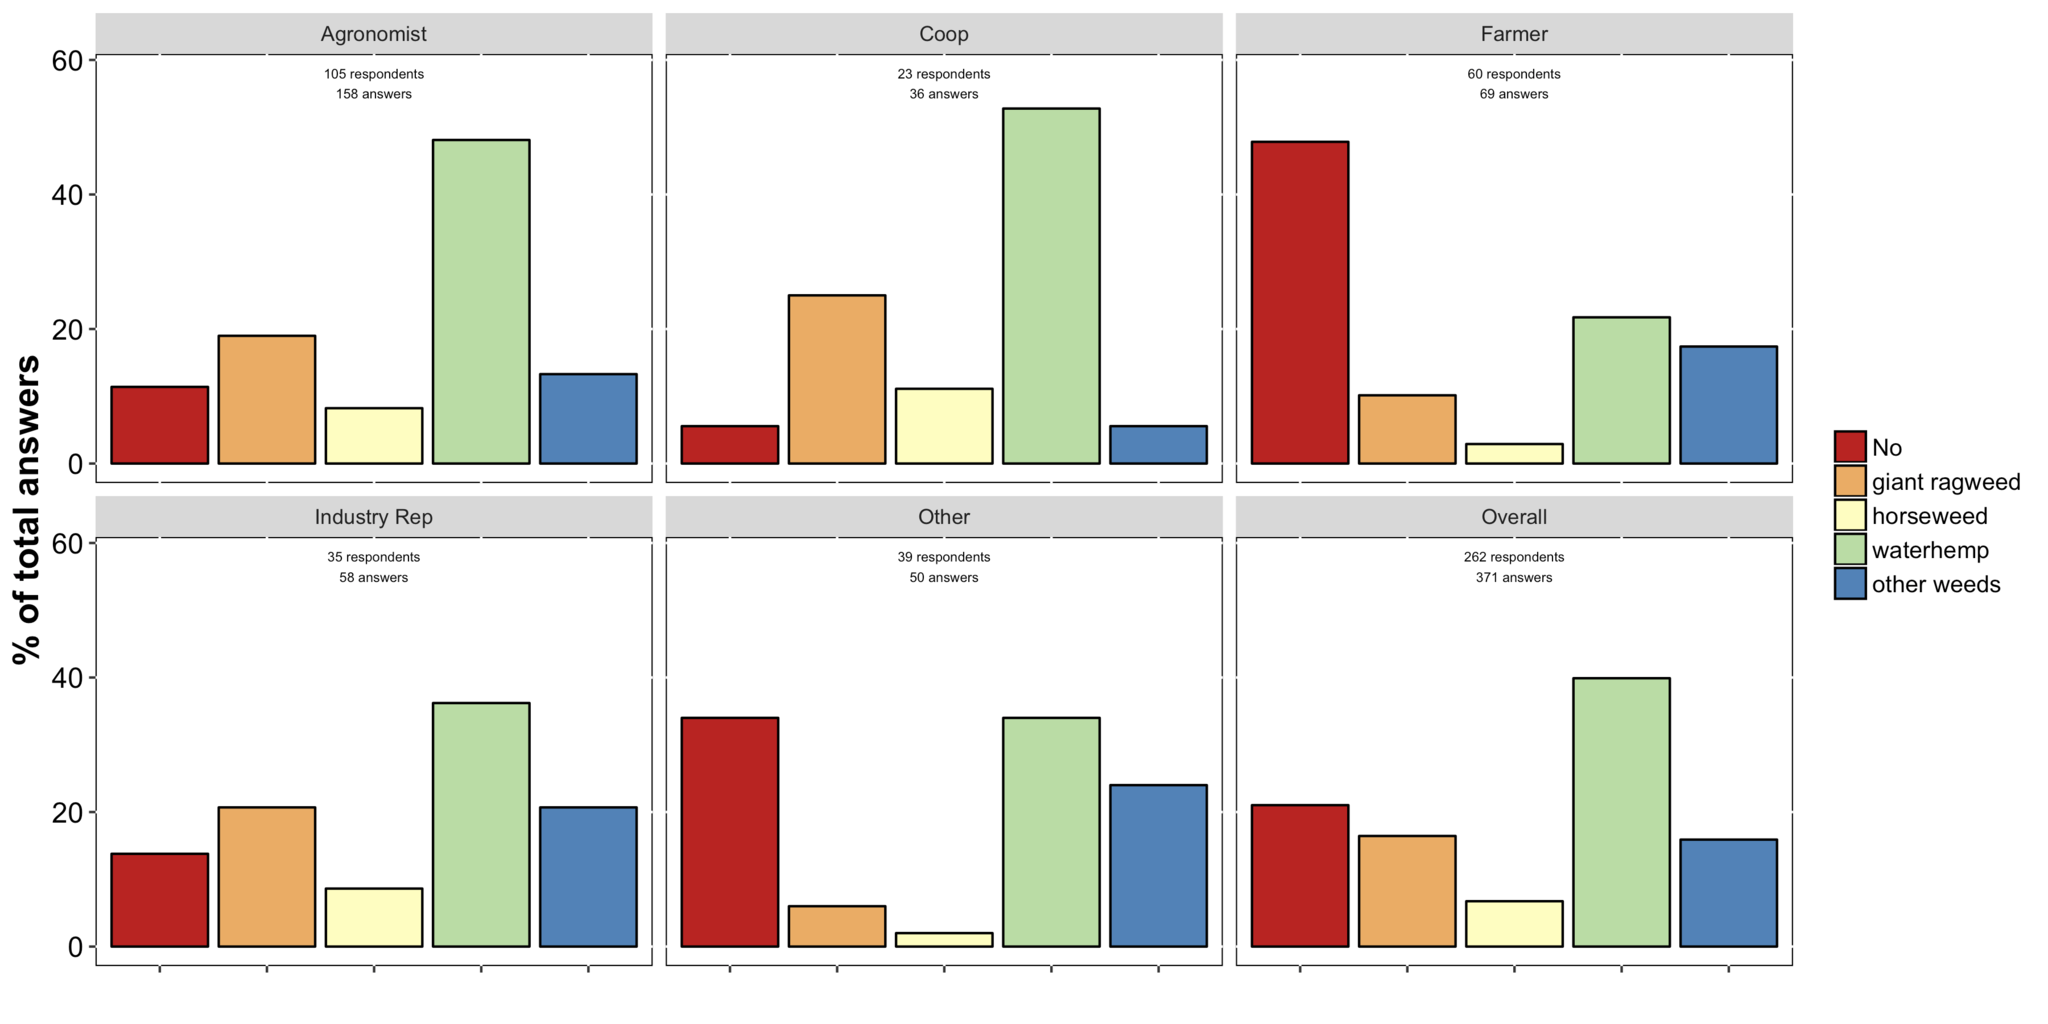 % of total answers
Agronomist
105 respondents
158 answers
Coop
23 respondents
36 answers
Farmer
60 respondents
69 answers
60
40
20
0
Industry Rep
35 respondents
58 answers
Other
39 respondents
50 answers
Overall
262 respondents
371 answers
60
40
20
0
No
giant ragweed
horseweed
waterhemp
other weeds